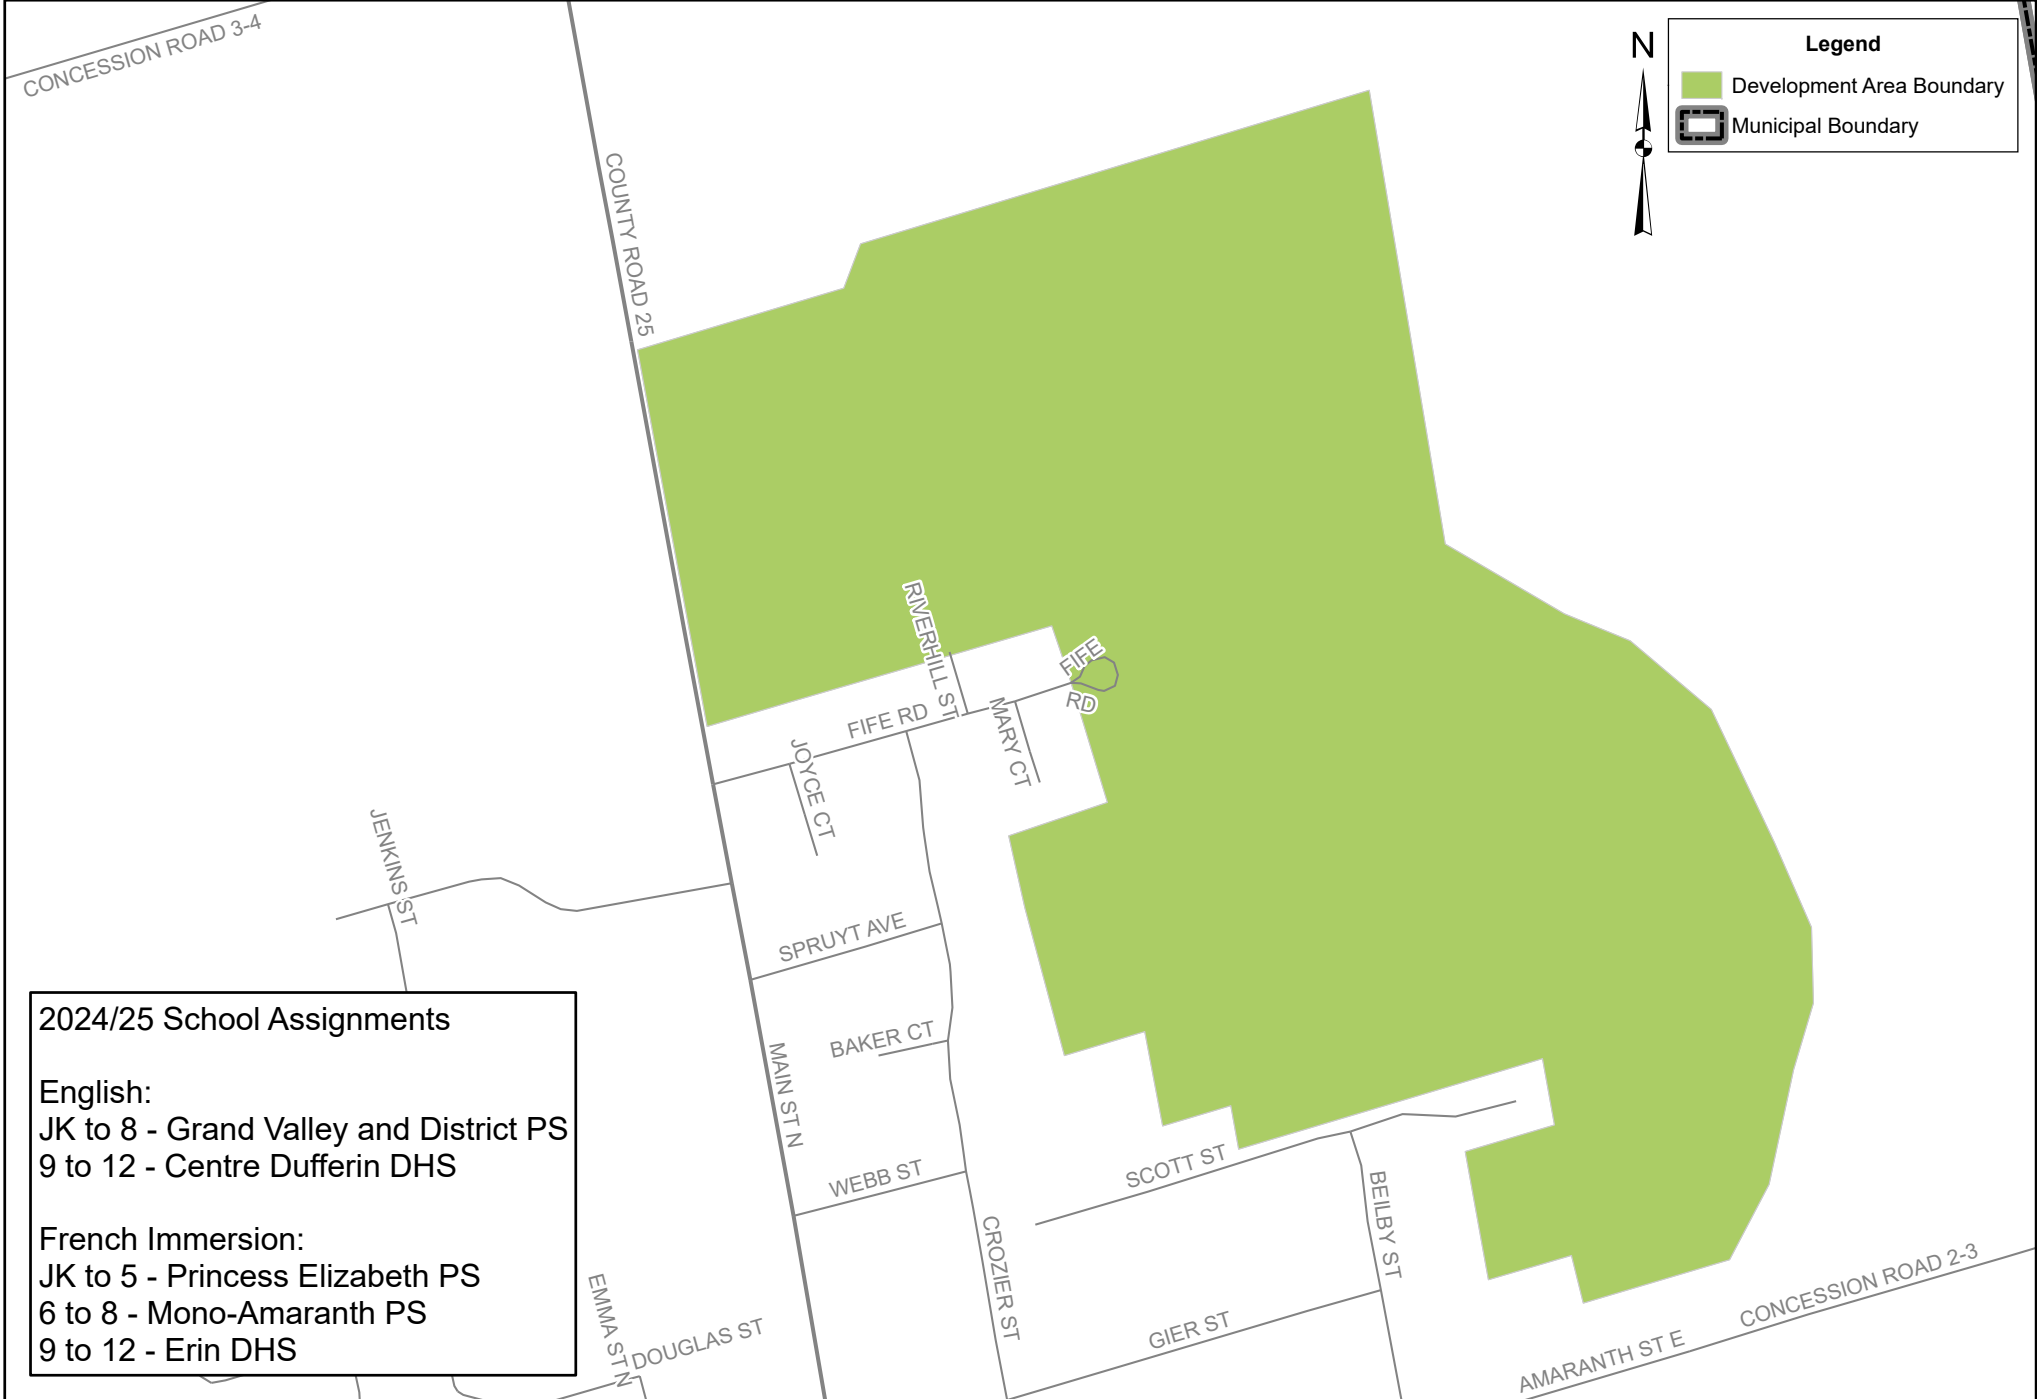 CONCESSION ROAD 3-4
N
Legend
Development Area Boundary
Municipal Boundary
COUNTY ROAD 25
RIVERHILL ST
FIFE
RD
FIFE RD
MARY CT
JOYCE CT
JENKINS ST
SPRUYT AVE
BAKER CT
MAIN ST N
WEBB ST
SCOTT ST
BEILBY ST
CROZIER ST
GIER ST
EMMA ST N
DOUGLAS ST
CONCESSION ROAD 2-3
AMARANTH ST E
2024/25 School Assignments
English:
JK to 8 - Grand Valley and District PS
9 to 12 - Centre Dufferin DHS
French Immersion:
JK to 5 - Princess Elizabeth PS
6 to 8 - Mono-Amaranth PS
9 to 12 - Erin DHS